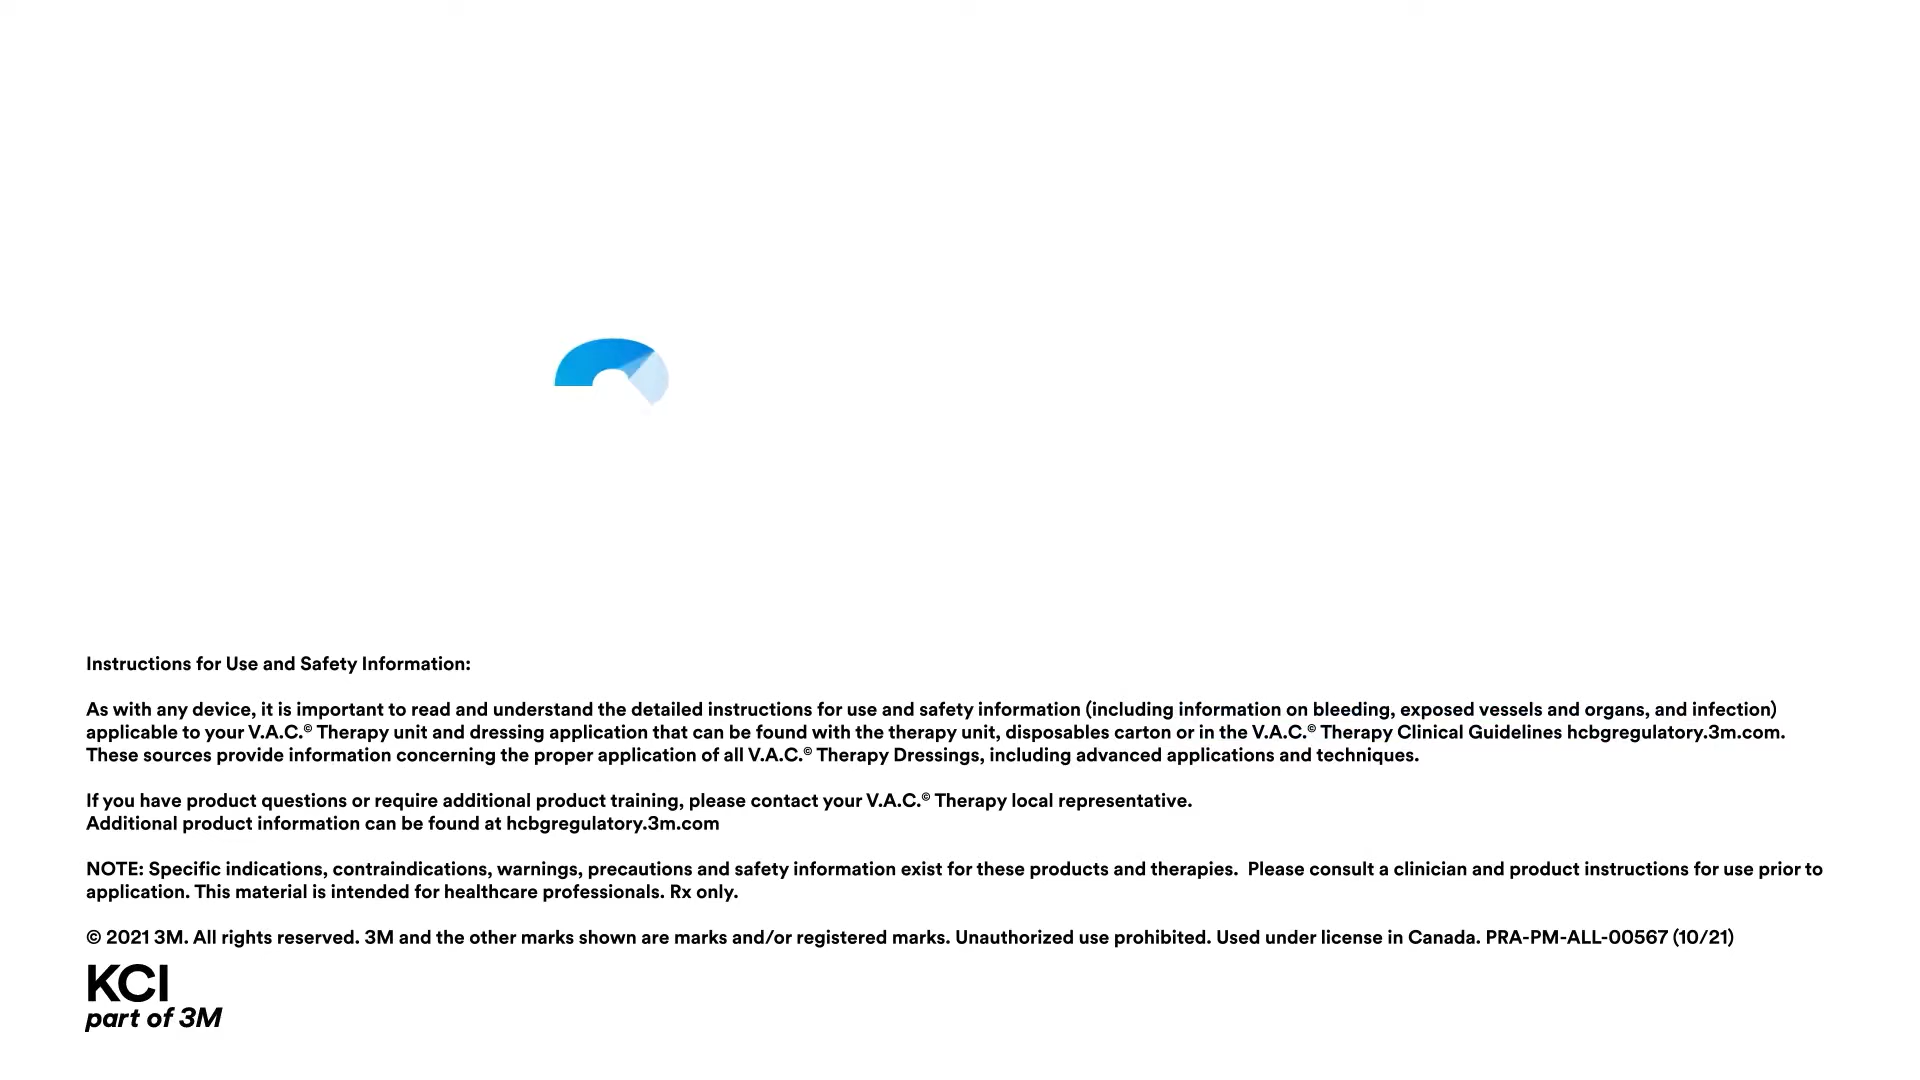 Instructions for Use and Safety Information:
As with any device, it is important to read and understand the detailed instructions for use and safety information (including information on bleeding, exposed vessels and organs, and infection)
applicable to your V.A.C.® Therapy unit and dressing application that can be found with the therapy unit, disposables carton or in the V.A.C.® Therapy Clinical Guidelines hcbgregulatory.3m.com.
These sources provide information concerning the proper application of all V.A.C.® Therapy Dressings, including advanced applications and techniques.
If you have product questions or require additional product training, please contact your V.A.C.® Therapy local representative.
Additional product information can be found at hcbgregulatory.3m.com
NOTE: Specific indications, contraindications, warnings, precautions and safety information exist for these products and therapies.  Please consult a clinician and product instructions for use prior to
application. This material is intended for healthcare professionals. Rx only.
© 2021 3M. All rights reserved. 3M and the other marks shown are marks and/or registered marks. Unauthorized use prohibited. Used under license in Canada. PRA-PM-ALL-00567 (10/21)
KCI
part of 3M